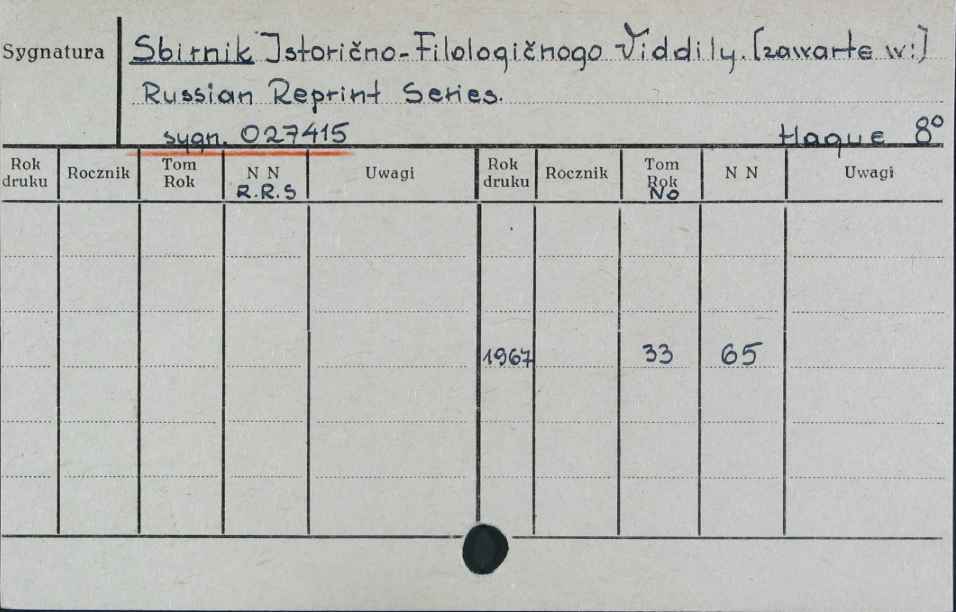 Sygnatura
Sbirnik Istorično-Filologičnogo Viddily. [zawarte w:]
Russian Reprint Series.
sygn. 027415 Hague 8°
Rok druku Rocznik Tom Rok N N R.R.S Uwagi Rok druku Rocznik Tom Rok No N N Uwagi
1967 33 65